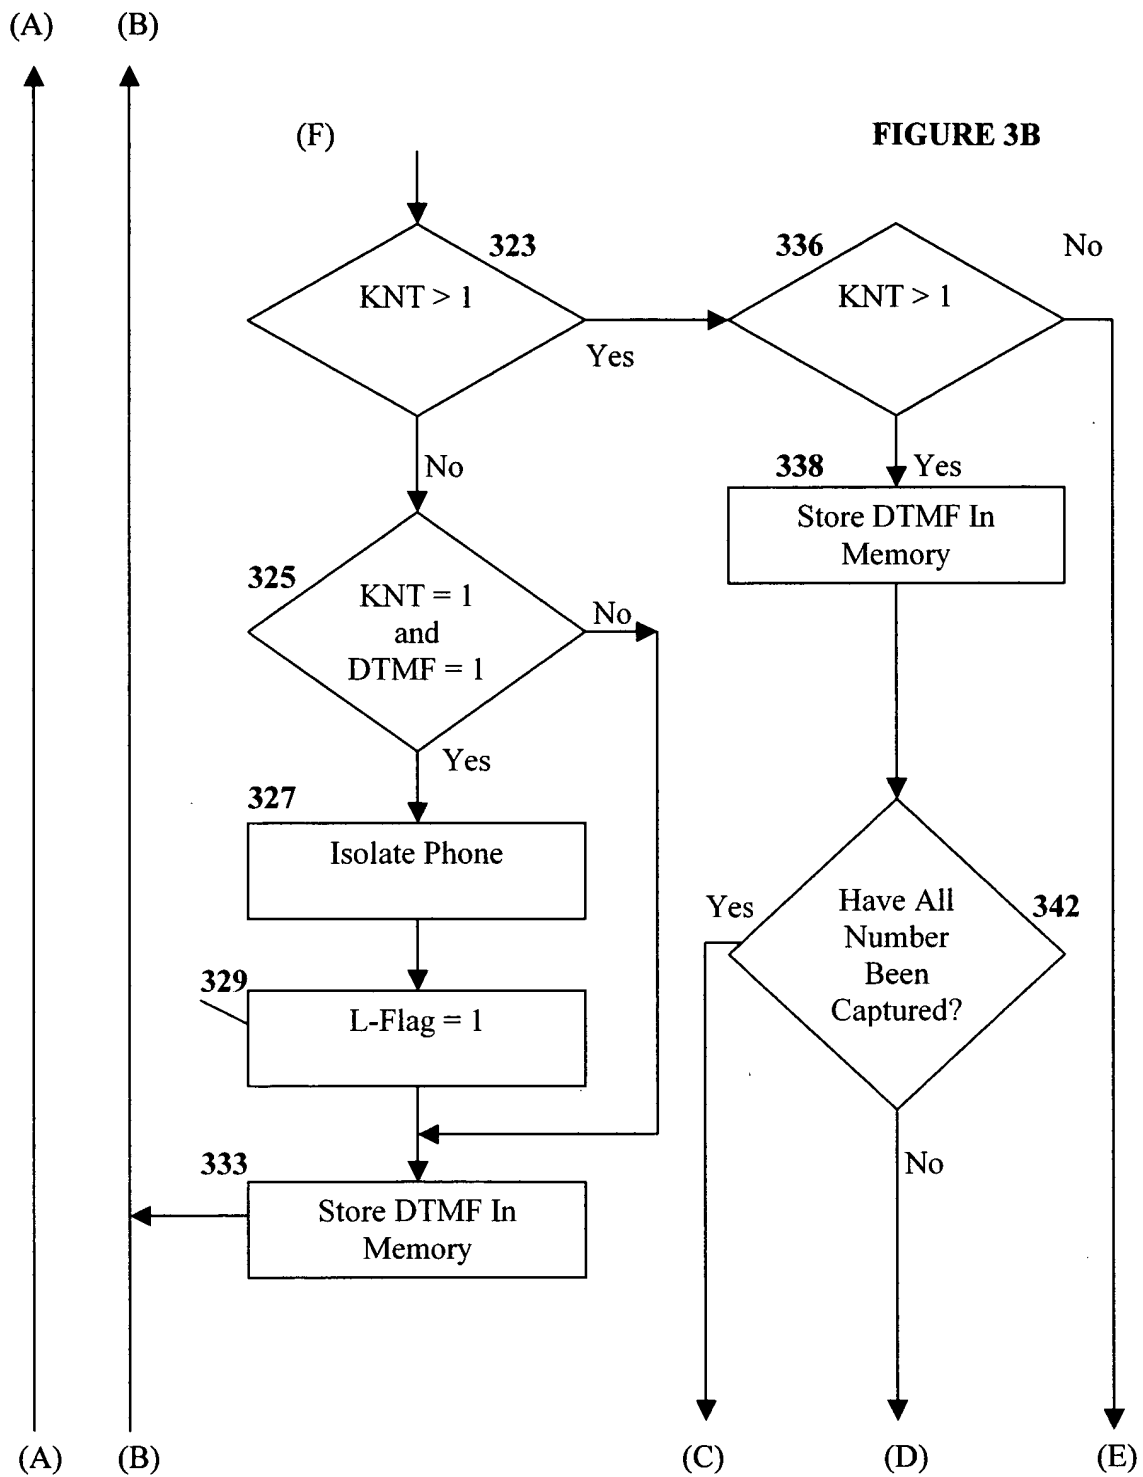 (A)
(B)
(F)
FIGURE 3B
323
336
No
KNT > 1
KNT > 1
Yes
No
338
Yes
Store DTMF In
Memory
325
KNT = 1
and
DTMF = 1
No
Yes
327
Isolate Phone
Yes
Have All
Number
Been
Captured?
342
329
L-Flag = 1
333
No
Store DTMF In
Memory
(A)
(B)
(C)
(D)
(E)